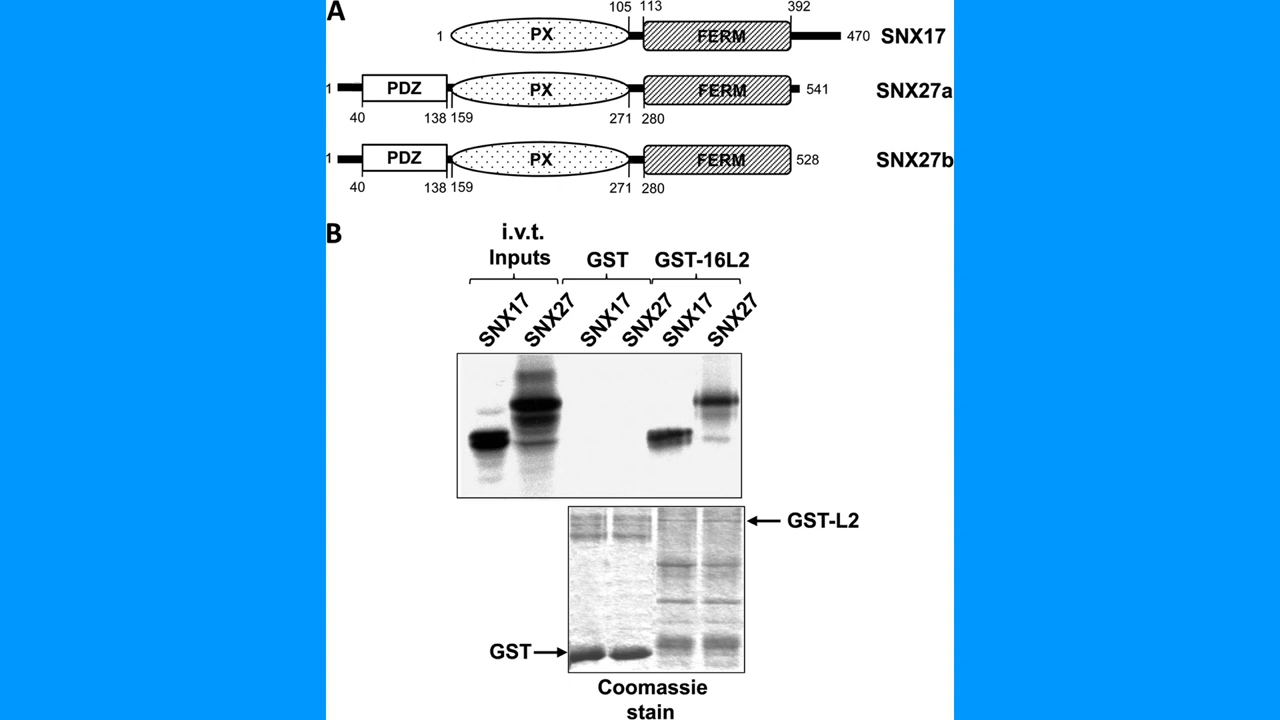 A
105 113 392
1 PX FERM 470 SNX17
1 PDZ PX FERM 541 SNX27a
40 138 159 271 280
1 PDZ PX FERM 528 SNX27b
40 138 159 271 280
B
i.v.t.
Inputs GST GST-16L2
SNX17 SNX27 SNX17 SNX27 SNX17 SNX27
GST-L2
GST
Coomassie
stain